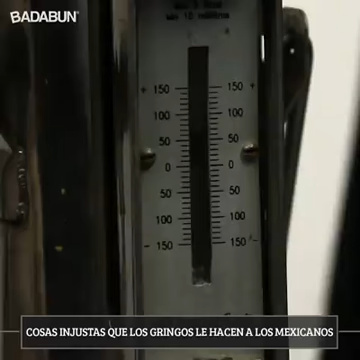 BADABUN
+ 150 150 +
100 100
50 50
0 0
50 50
100 100
- 150 150 -
COSAS INJUSTAS QUE LOS GRINGOS LE HACEN A LOS MEXICANOS